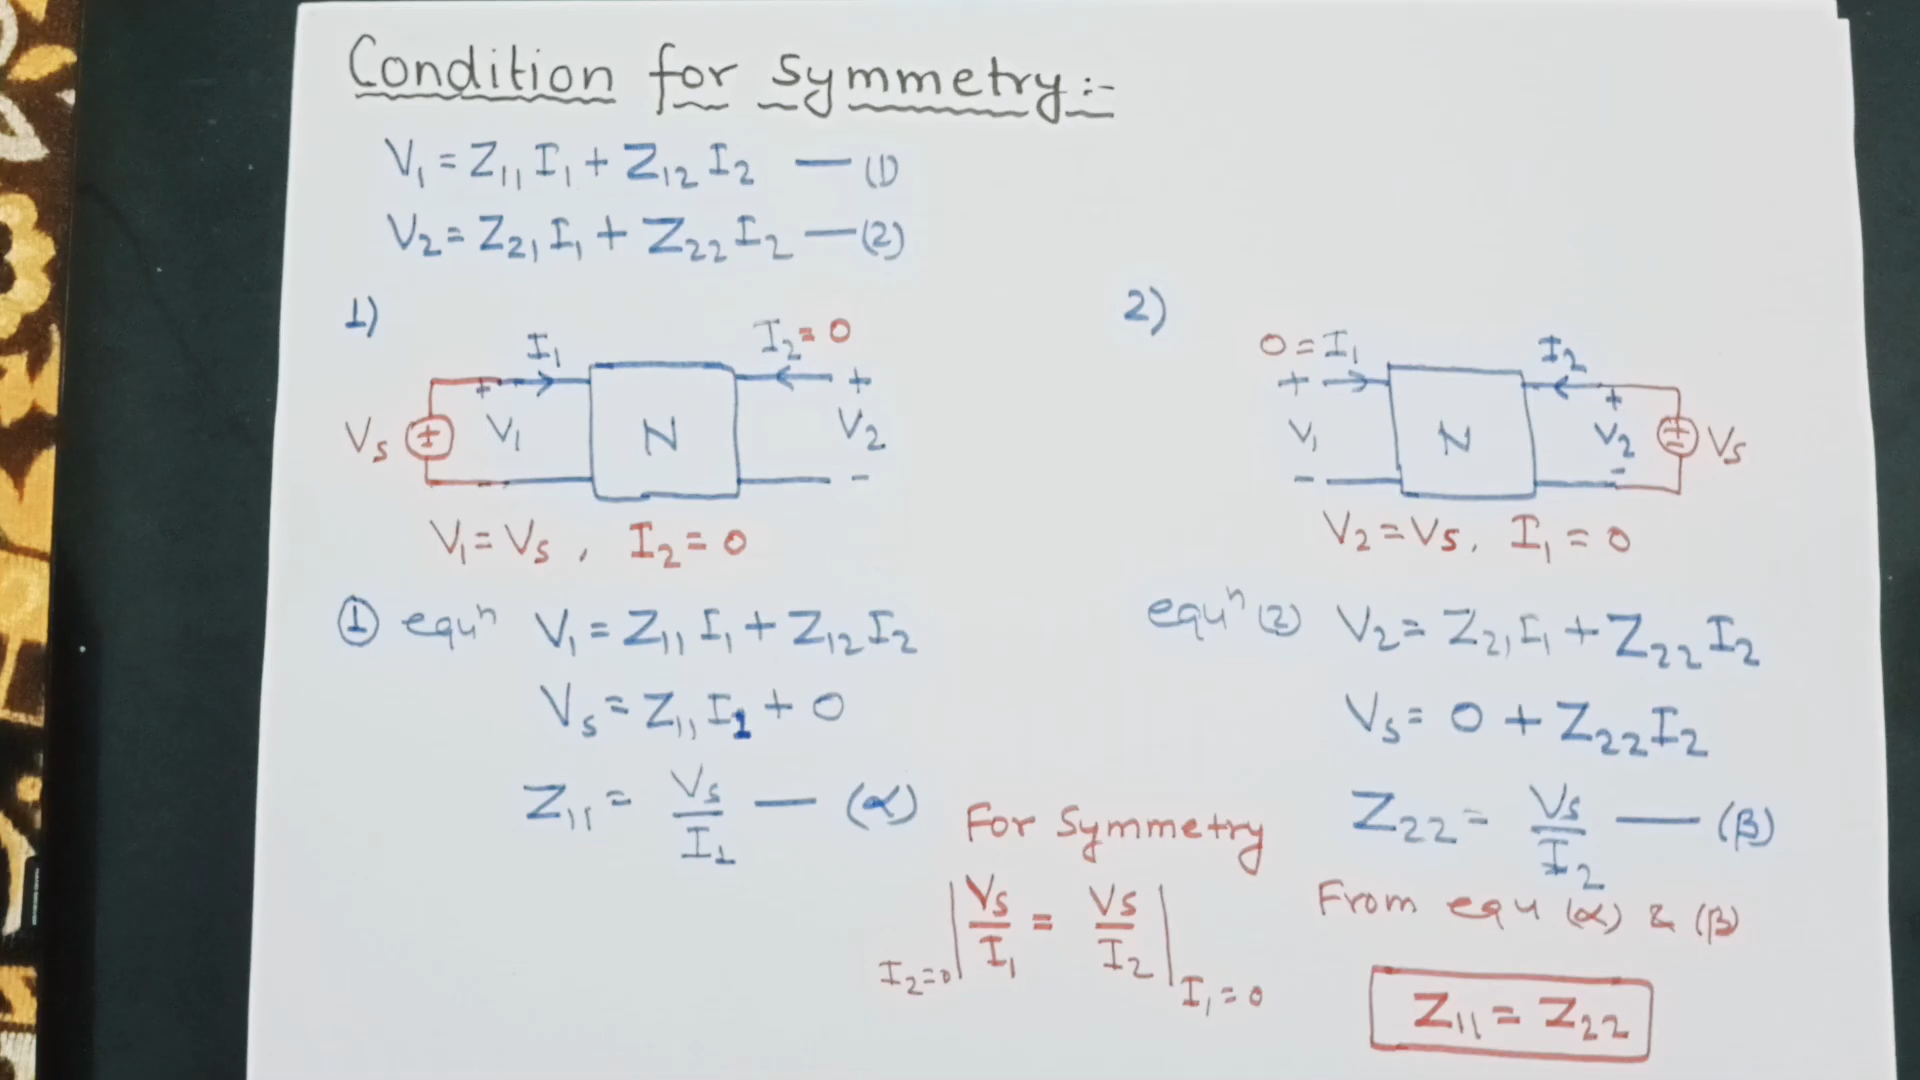 Condition for Symmetry :-
V₁ = Z₁₁ I₁ + Z₁₂ I₂ — (1)
V₂ = Z₂₁ I₁ + Z₂₂ I₂ — (2)
1)
I₁
I₂ = 0
Vs
+
V₁
N
+
V₂
-
V₁ = Vs , I₂ = 0
① equⁿ V₁ = Z₁₁ I₁ + Z₁₂ I₂
Vs = Z₁₁ I₁ + 0
Z₁₁ = Vs / I₁ — (α)
2)
0 = I₁
I₂
+
V₁
-
N
+
V₂
-
Vs
V₂ = Vs, I₁ = 0
equⁿ (2) V₂ = Z₂₁ I₁ + Z₂₂ I₂
Vs = 0 + Z₂₂ I₂
Z₂₂ = Vs / I₂ — (β)
For Symmetry
I₂=0 | Vs / I₁ = Vs / I₂ | I₁ = 0
From equ (α) & (β)
Z₁₁ = Z₂₂